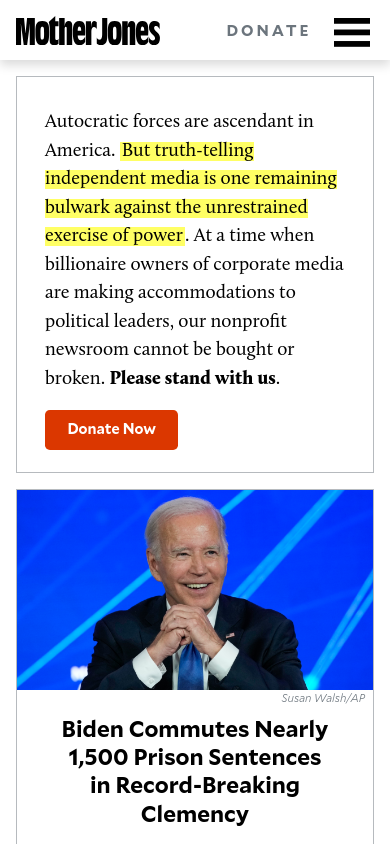 Mother Jones
DONATE
Autocratic forces are ascendant in
America. But truth-telling
independent media is one remaining
bulwark against the unrestrained
exercise of power. At a time when
billionaire owners of corporate media
are making accommodations to
political leaders, our nonprofit
newsroom cannot be bought or
broken. Please stand with us.
Donate Now
Susan Walsh/AP
Biden Commutes Nearly
1,500 Prison Sentences
in Record-Breaking
Clemency